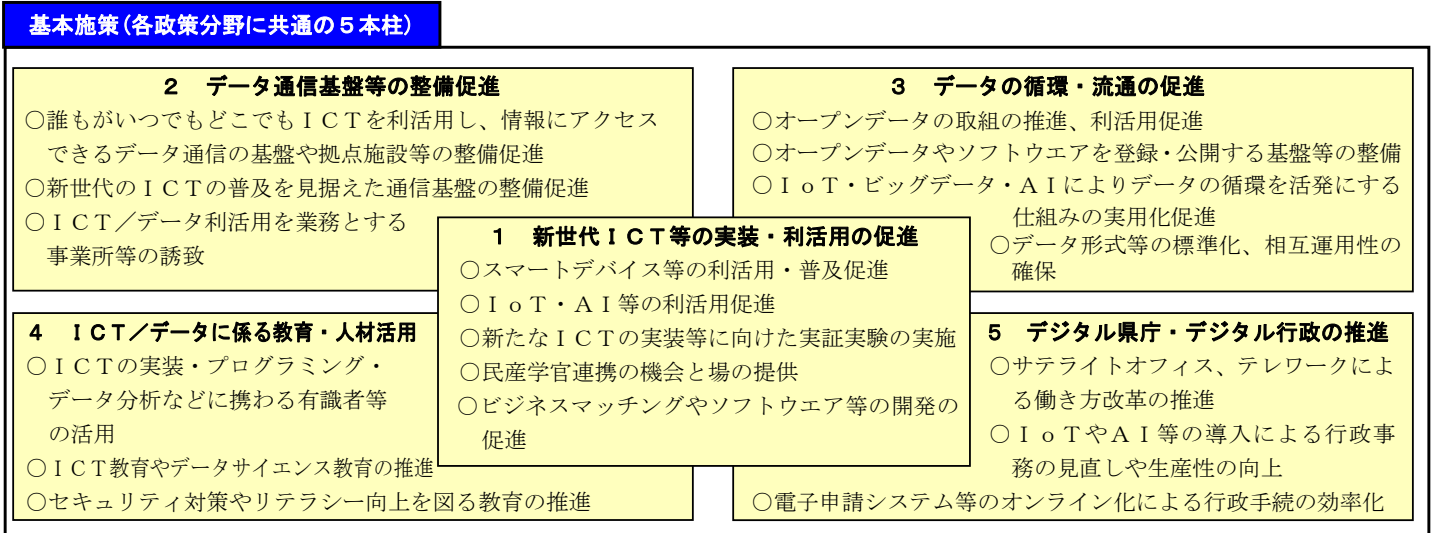 基本施策(各政策分野に共通の５本柱)
２　データ通信基盤等の整備促進
○誰もがいつでもどこでもＩＣＴを利活用し、情報にアクセス
できるデータ通信の基盤や拠点施設等の整備促進
○新世代のＩＣＴの普及を見据えた通信基盤の整備促進
○ＩＣＴ／データ利活用を業務とする
事業所等の誘致
３　データの循環・流通の促進
○オープンデータの取組の推進、利活用促進
○オープンデータやソフトウエアを登録・公開する基盤等の整備
○ＩｏＴ・ビッグデータ・ＡＩによりデータの循環を活発にする
仕組みの実用化促進
○データ形式等の標準化、相互運用性の
確保
１　新世代ＩＣＴ等の実装・利活用の促進
○スマートデバイス等の利活用・普及促進
○ＩｏＴ・ＡＩ等の利活用促進
○新たなＩＣＴの実装等に向けた実証実験の実施
○民産学官連携の機会と場の提供
○ビジネスマッチングやソフトウエア等の開発の
促進
４　ＩＣＴ／データに係る教育・人材活用
○ＩＣＴの実装・プログラミング・
データ分析などに携わる有識者等
の活用
○ＩＣＴ教育やデータサイエンス教育の推進
○セキュリティ対策やリテラシー向上を図る教育の推進
５　デジタル県庁・デジタル行政の推進
○サテライトオフィス、テレワークによ
る働き方改革の推進
○ＩｏＴやＡＩ等の導入による行政事
務の見直しや生産性の向上
○電子申請システム等のオンライン化による行政手続の効率化